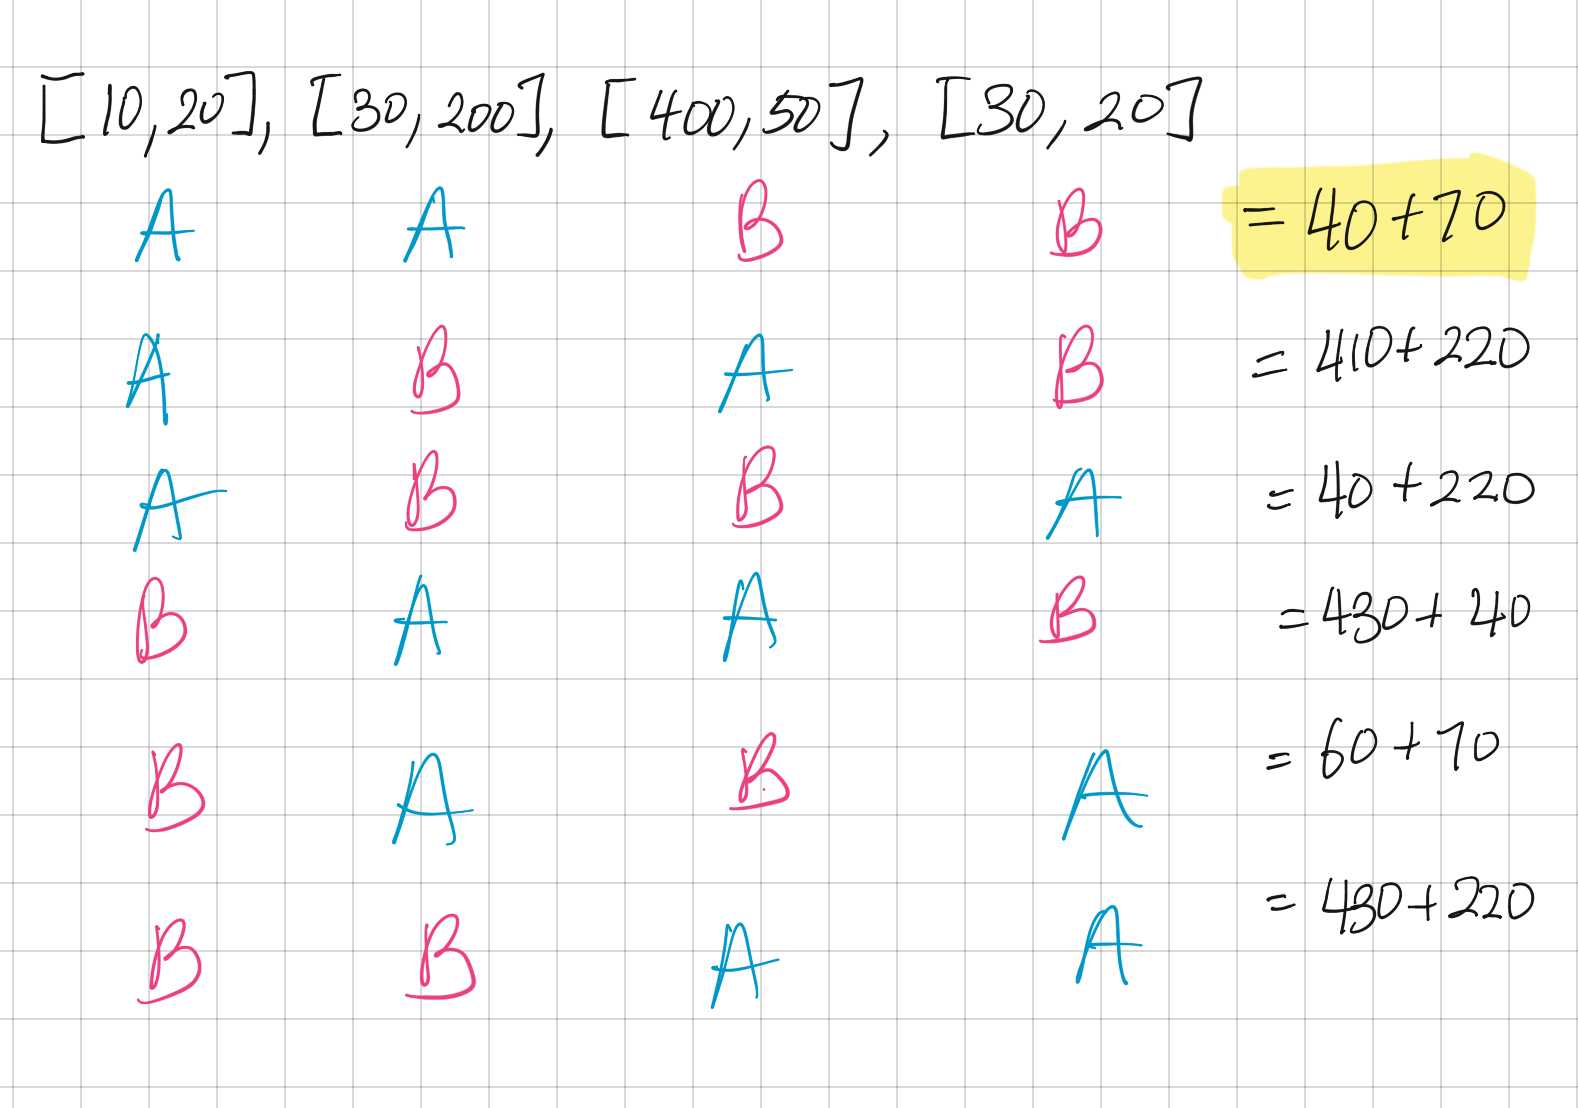 [10,20], [30,200], [400,50], [30,20]
A A B B = 40+70
A B A B = 410+220
A B B A = 40+220
B A A B = 430+40
B A B A = 60+70
B B A A = 430+220